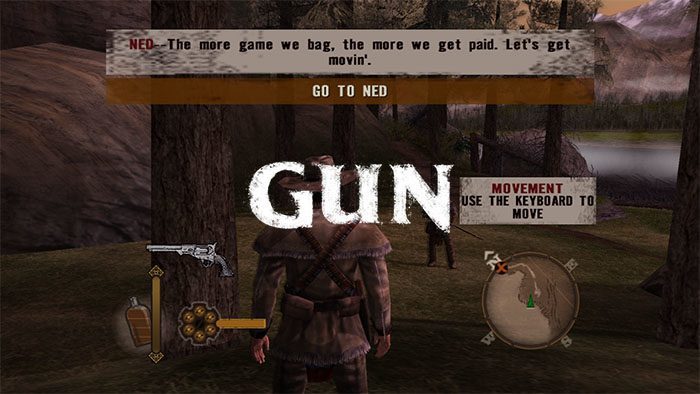 NED--The more game we bag, the more we get paid. Let's get
movin'.
GO TO NED
GUN
MOVEMENT
USE THE KEYBOARD TO
MOVE
N
E
W
S